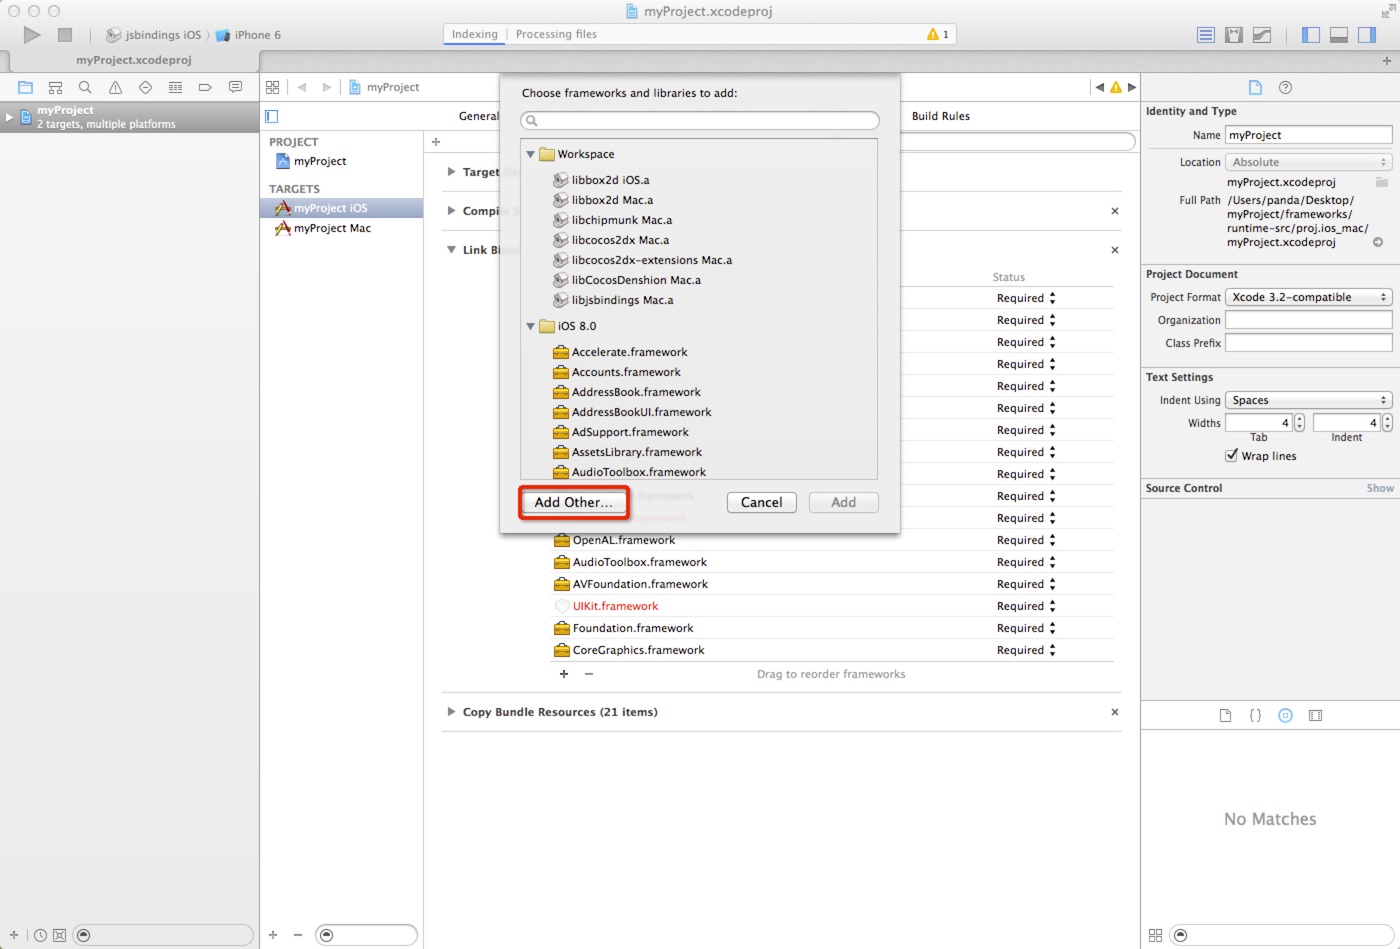 myProject.xcodeproj
jsbindings iOS
iPhone 6
Indexing
Processing files
1
myProject.xcodeproj
myProject
2 targets, multiple platforms
myProject
General
Build Rules
PROJECT
myProject
TARGETS
myProject iOS
myProject Mac
Target
Link
Status
Required
Required
Required
Required
Required
Required
Required
Required
Required
Required
Required
OpenAL.framework Required
AudioToolbox.framework Required
AVFoundation.framework Required
UIKit.framework Required
Foundation.framework Required
CoreGraphics.framework Required
+ −
Drag to reorder frameworks
Copy Bundle Resources (21 items)
Choose frameworks and libraries to add:
Workspace
libbox2d iOS.a
libbox2d Mac.a
libchipmunk Mac.a
libcocos2dx Mac.a
libcocos2dx-extensions Mac.a
libCocosDenshion Mac.a
libjsbindings Mac.a
iOS 8.0
Accelerate.framework
Accounts.framework
AddressBook.framework
AddressBookUI.framework
AdSupport.framework
AssetsLibrary.framework
AudioToolbox.framework
Add Other...
Cancel
Add
Identity and Type
Name myProject
Location Absolute
myProject.xcodeproj
Full Path /Users/panda/Desktop/
myProject/frameworks/
runtime-src/proj.ios_mac/
myProject.xcodeproj
Project Document
Project Format Xcode 3.2-compatible
Organization
Class Prefix
Text Settings
Indent Using Spaces
Widths 4 4
Tab Indent
Wrap lines
Source Control Show
No Matches